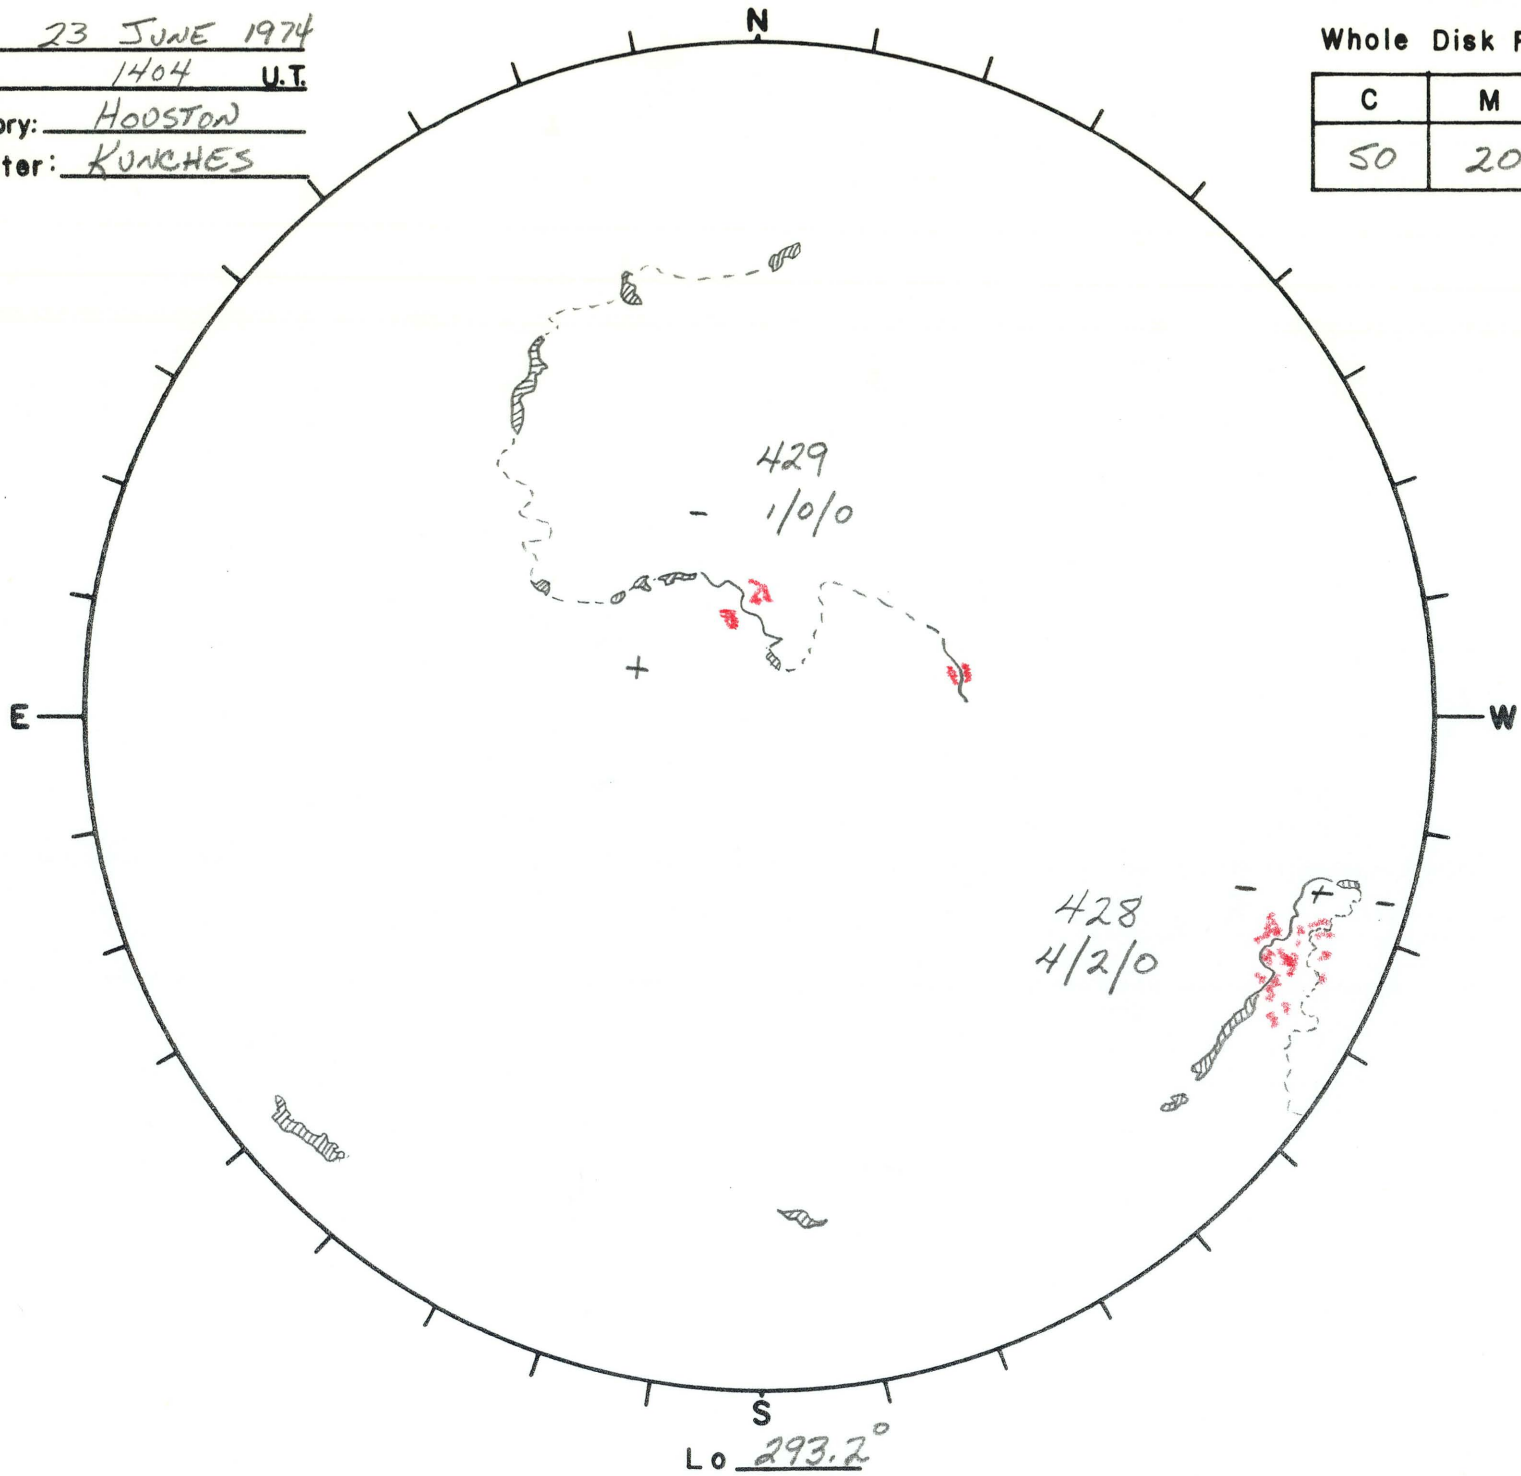 23 JUNE 1974
1404 U.T.
ory: HOUSTON
ter: KUNCHES
N
Whole Disk F
C M
50 20
429
- 1/0/0
+
E
W
- + -
428
4/2/0
S
Lo 293.2°